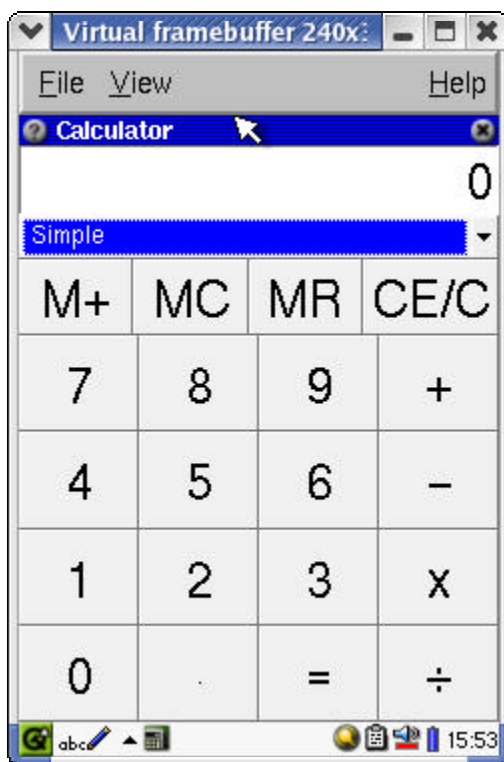 Virtual framebuffer 240x
File View Help
Calculator
0
Simple
M+ MC MR CE/C
7 8 9 +
4 5 6 −
1 2 3 x
0 . = ÷
abc 15:53